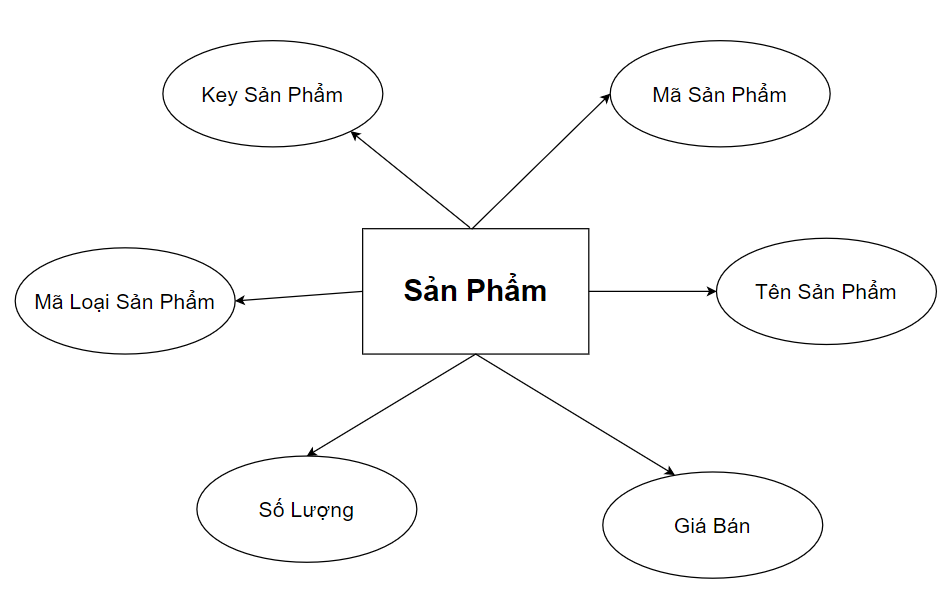 Key Sản Phẩm
Mã Sản Phẩm
Mã Loại Sản Phẩm
Sản Phẩm
Tên Sản Phẩm
Số Lượng
Giá Bán